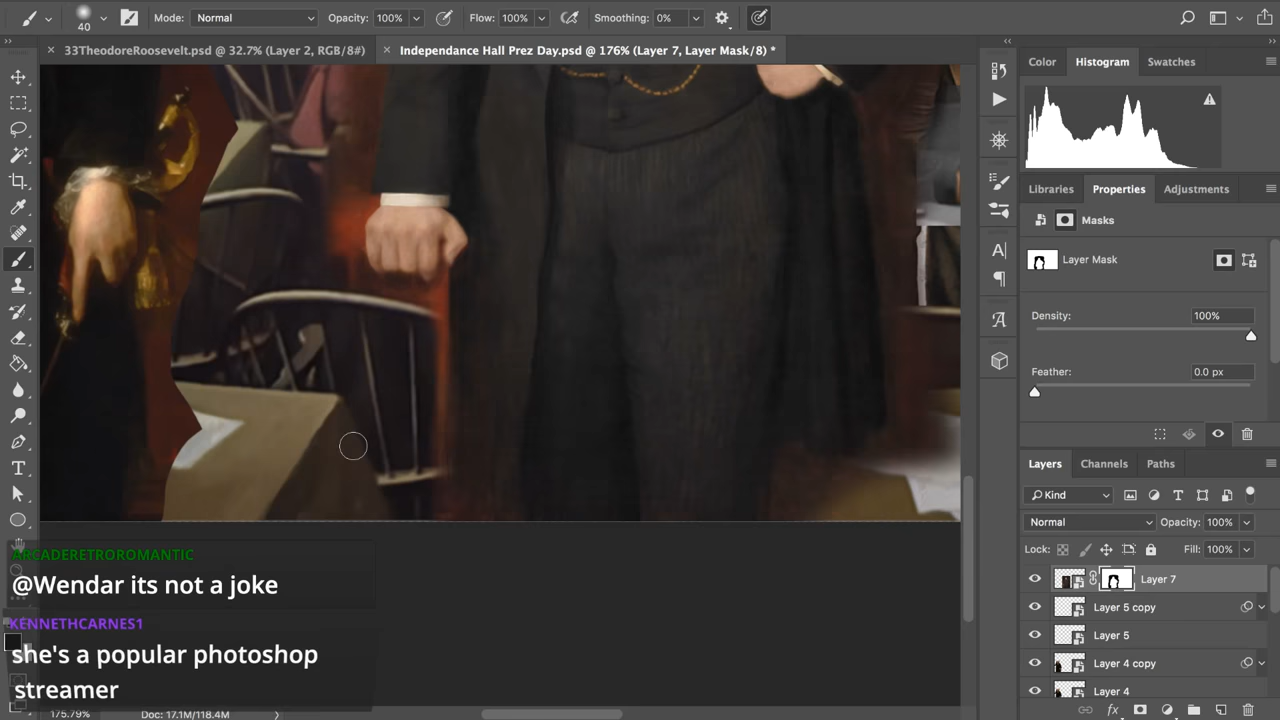 40
Mode: Normal
Opacity: 100%
Flow: 100%
Smoothing: 0%
33TheodoreRoosevelt.psd @ 32.7% (Layer 2, RGB/8#)
Independance Hall Prez Day.psd @ 176% (Layer 7, Layer Mask/8) *
Color
Histogram
Swatches
Libraries
Properties
Adjustments
Masks
Layer Mask
Density:
100%
Feather:
0.0 px
Layers
Channels
Paths
Kind
Normal
Opacity: 100%
Lock:
Fill: 100%
Layer 7
Layer 5 copy
Layer 5
Layer 4 copy
Layer 4
ARCADERETROROMANTIC
@Wendar its not a joke
KENNETHCARNES1
she's a popular photoshop
streamer
175.79%
Doc: 17.1M/118.4M